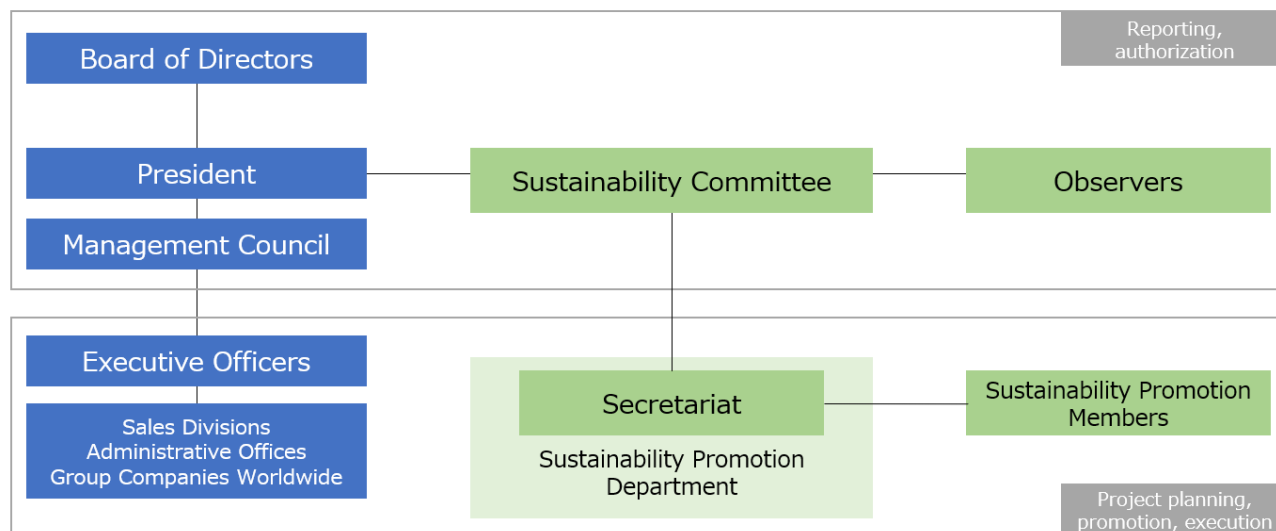 Reporting,
authorization
Board of Directors
President
Sustainability Committee
Observers
Management Council
Executive Officers
Sales Divisions
Administrative Offices
Group Companies Worldwide
Secretariat
Sustainability Promotion
Department
Sustainability Promotion
Members
Project planning,
promotion, execution